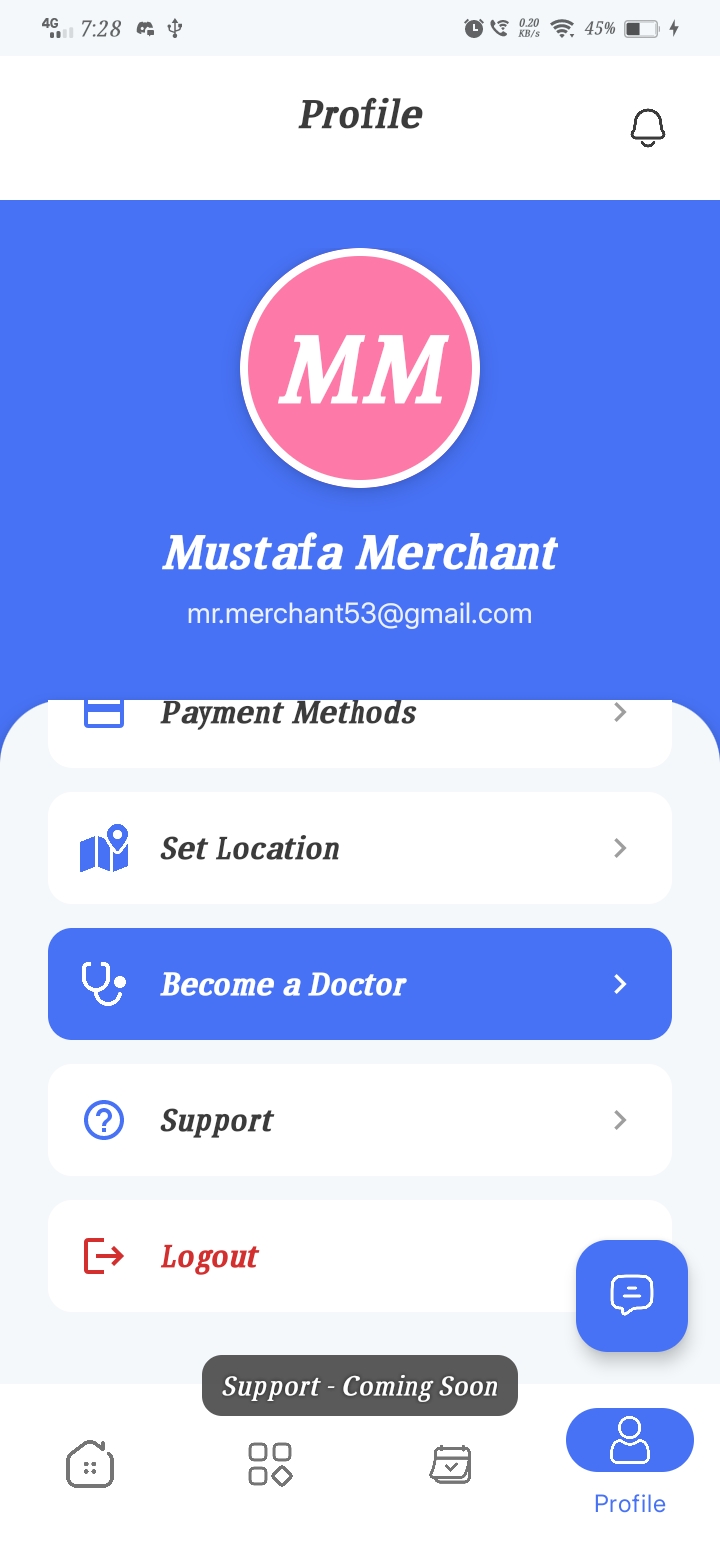 4G 7:28 0.20 KB/s 45%
Profile
MM
Mustafa Merchant
mr.merchant53@gmail.com
Payment Methods
Set Location
Become a Doctor
Support
Logout
Support - Coming Soon
Profile